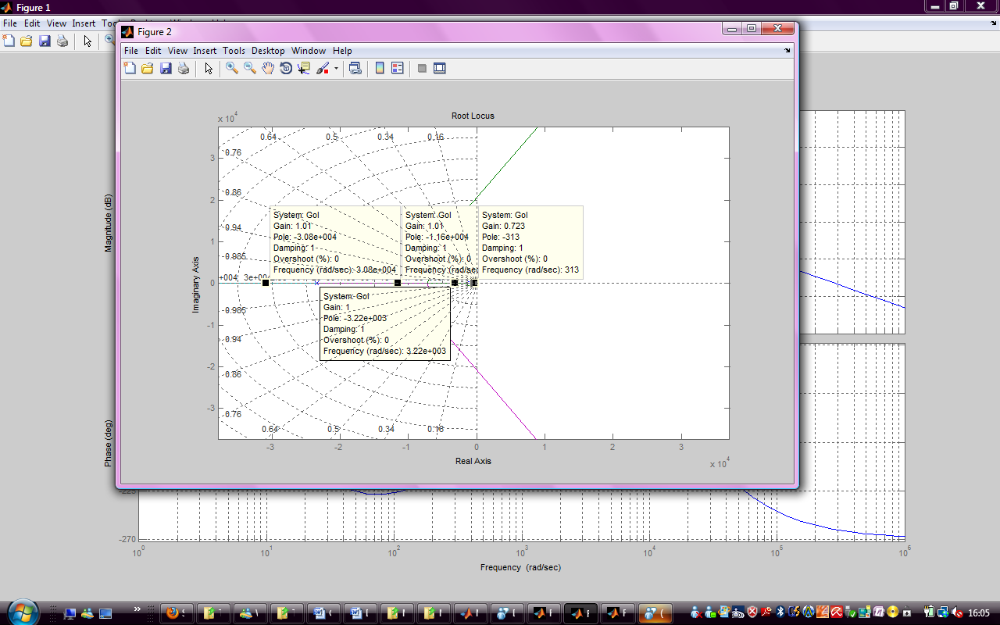 Figure 1
File Edit View Insert
Figure 2
File Edit View Insert Tools Desktop Window Help
Root Locus
x 10^4
0.64 0.5 0.34 0.16
0.76
0.86
0.94
0.985
3
2
1
0
-1
-2
-3
Imaginary Axis
System: Gol
Gain: 1.01
Pole: -3.08e+004
Damping: 1
Overshoot (%): 0
Frequency (rad/sec): 3.08e+004
System: Gol
Gain: 1.01
Pole: -1.16e+004
Damping: 1
Overshoot (%): 0
System: Gol
Gain: 0.723
Pole: -313
Damping: 1
Overshoot (%): 0
Frequency (rad/sec): 313
+004 3e+00
System: Gol
Gain: 1
Pole: -3.22e+003
Damping: 1
Overshoot (%): 0
Frequency (rad/sec): 3.22e+003
0.985
0.94
0.86
0.76
0.64 0.5 0.34 0.16
-3 -2 -1 0 1 2 3
Real Axis
x 10^4
Magnitude (dB)
Phase (deg)
-225
-270
10^0 10^1 10^2 10^3 10^4 10^5 10^6
Frequency (rad/sec)
16:05